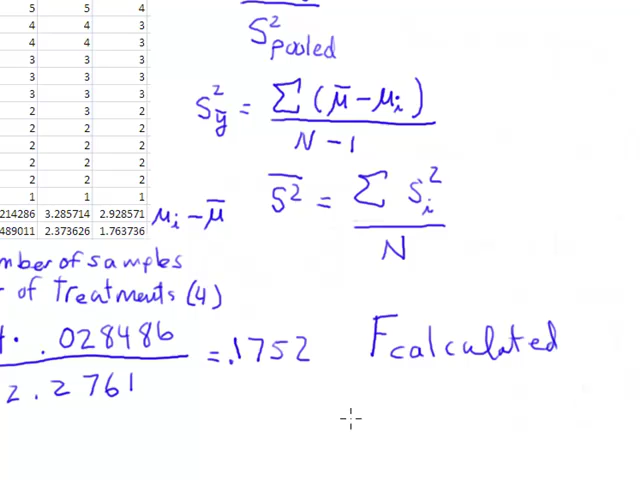 5 5 4
4 4 3
4 4 3
3 3 3
3 3 3
3 3 3
2 2 3
2 2 2
2 2 2
2 2 2
2 2 2
1 1 1
214286 3.285714 2.928571
489011 2.373626 1.763736
S²pooled
S²ȳ = Σ (μ̄ − μi) / N − 1
S̄² = Σ Si² / N
μi − μ̄
mber of samples
of Treatments (4)
· .028486 / 2.2761 = .1752
Fcalculated